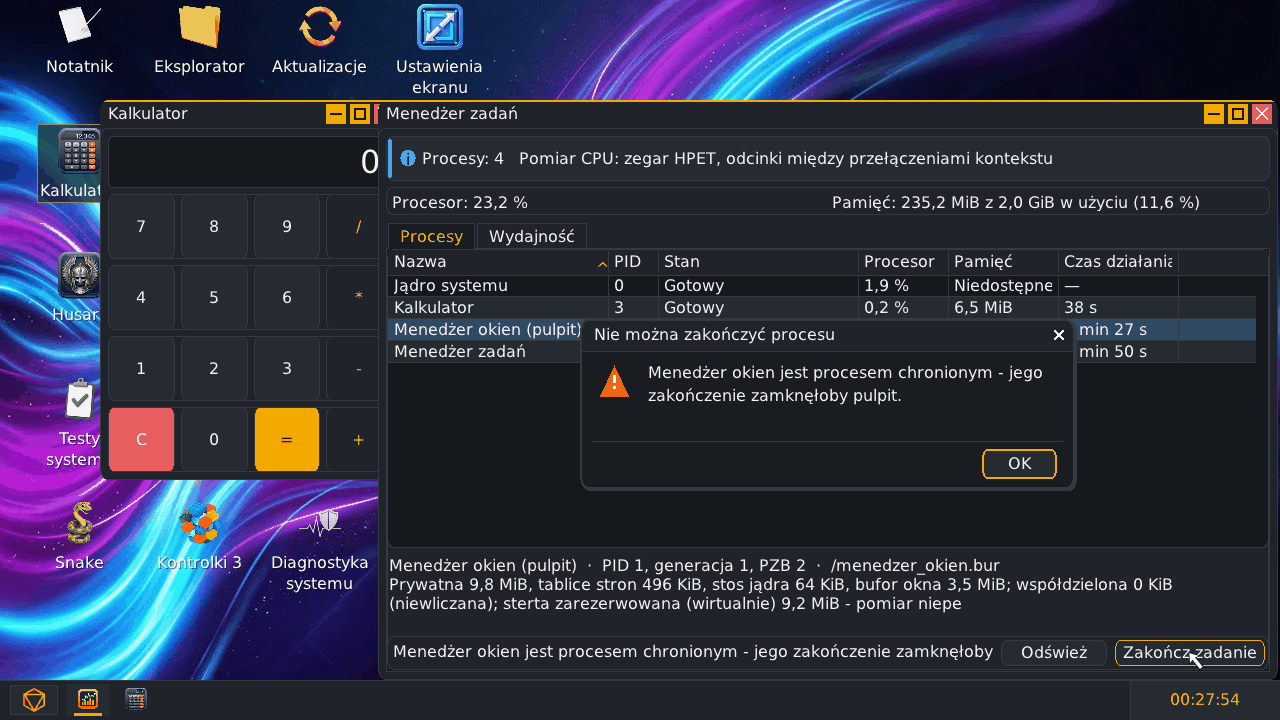 Notatnik
Eksplorator
Aktualizacje
Ustawienia
ekranu
Kalkulator
Menedżer zadań
12,345
Kalkulat
Husar
Testy
system
Snake
Kontrolki 3
Diagnostyka
systemu
0
7 8 9 /
4 5 6 *
1 2 3 -
C 0 = +
Procesy: 4 Pomiar CPU: zegar HPET, odcinki między przełączeniami kontekstu
Procesor: 23,2 %
Pamięć: 235,2 MiB z 2,0 GiB w użyciu (11,6 %)
Procesy Wydajność
Nazwa PID Stan Procesor Pamięć Czas działania
Jądro systemu 0 Gotowy 1,9 % Niedostępne —
Kalkulator 3 Gotowy 0,2 % 6,5 MiB 38 s
Menedżer okien (pulpit) min 27 s
Menedżer zadań min 50 s
Nie można zakończyć procesu
Menedżer okien jest procesem chronionym - jego
zakończenie zamknęłoby pulpit.
OK
Menedżer okien (pulpit) · PID 1, generacja 1, PZB 2 · /menedzer_okien.bur
Prywatna 9,8 MiB, tablice stron 496 KiB, stos jądra 64 KiB, bufor okna 3,5 MiB; współdzielona 0 KiB
(niewliczana); sterta zarezerwowana (wirtualnie) 9,2 MiB - pomiar niepe
Menedżer okien jest procesem chronionym - jego zakończenie zamknęłoby
Odśwież
Zakończ zadanie
00:27:54